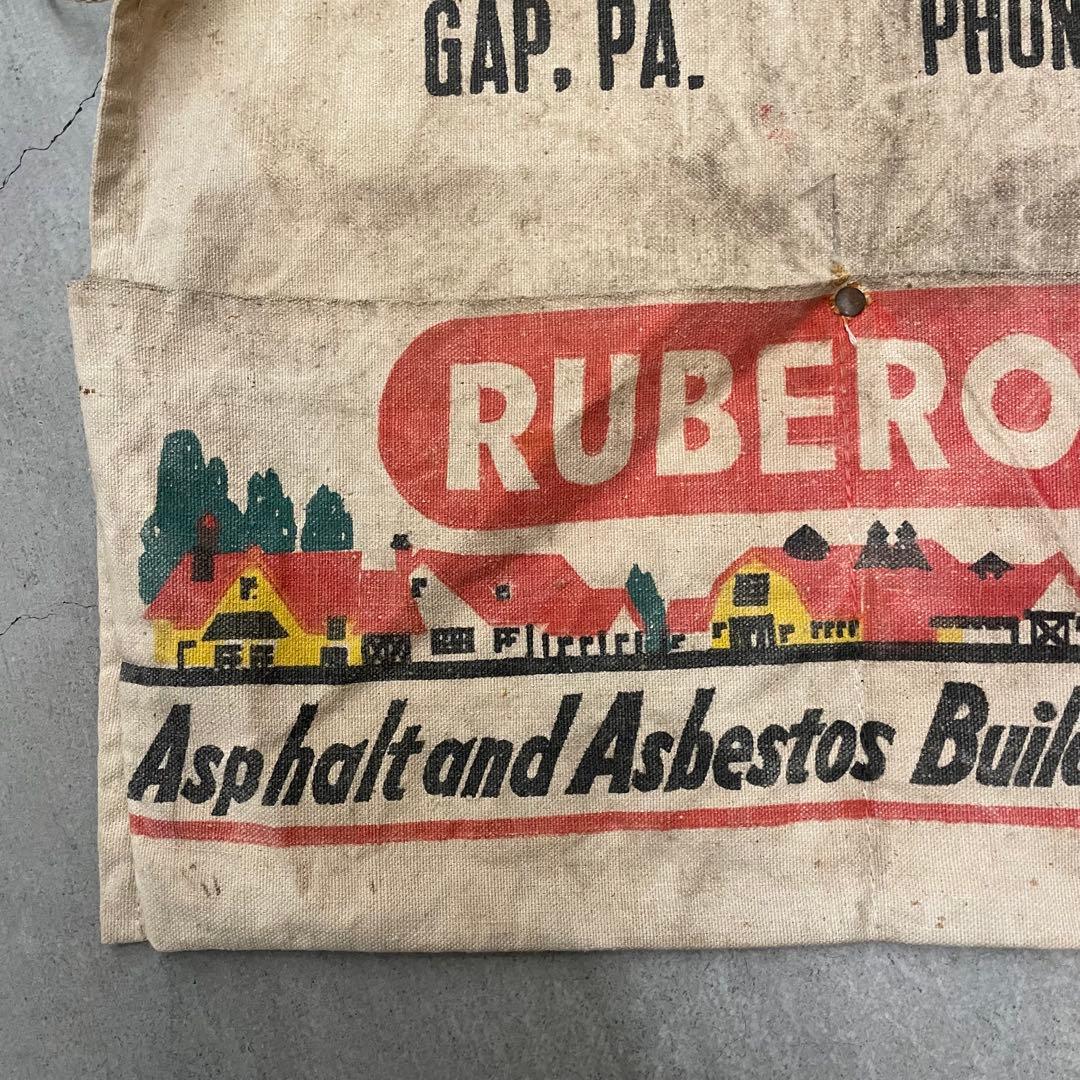 GAP, PA. PHON
RUBERO
Asphalt and Asbestos Buil